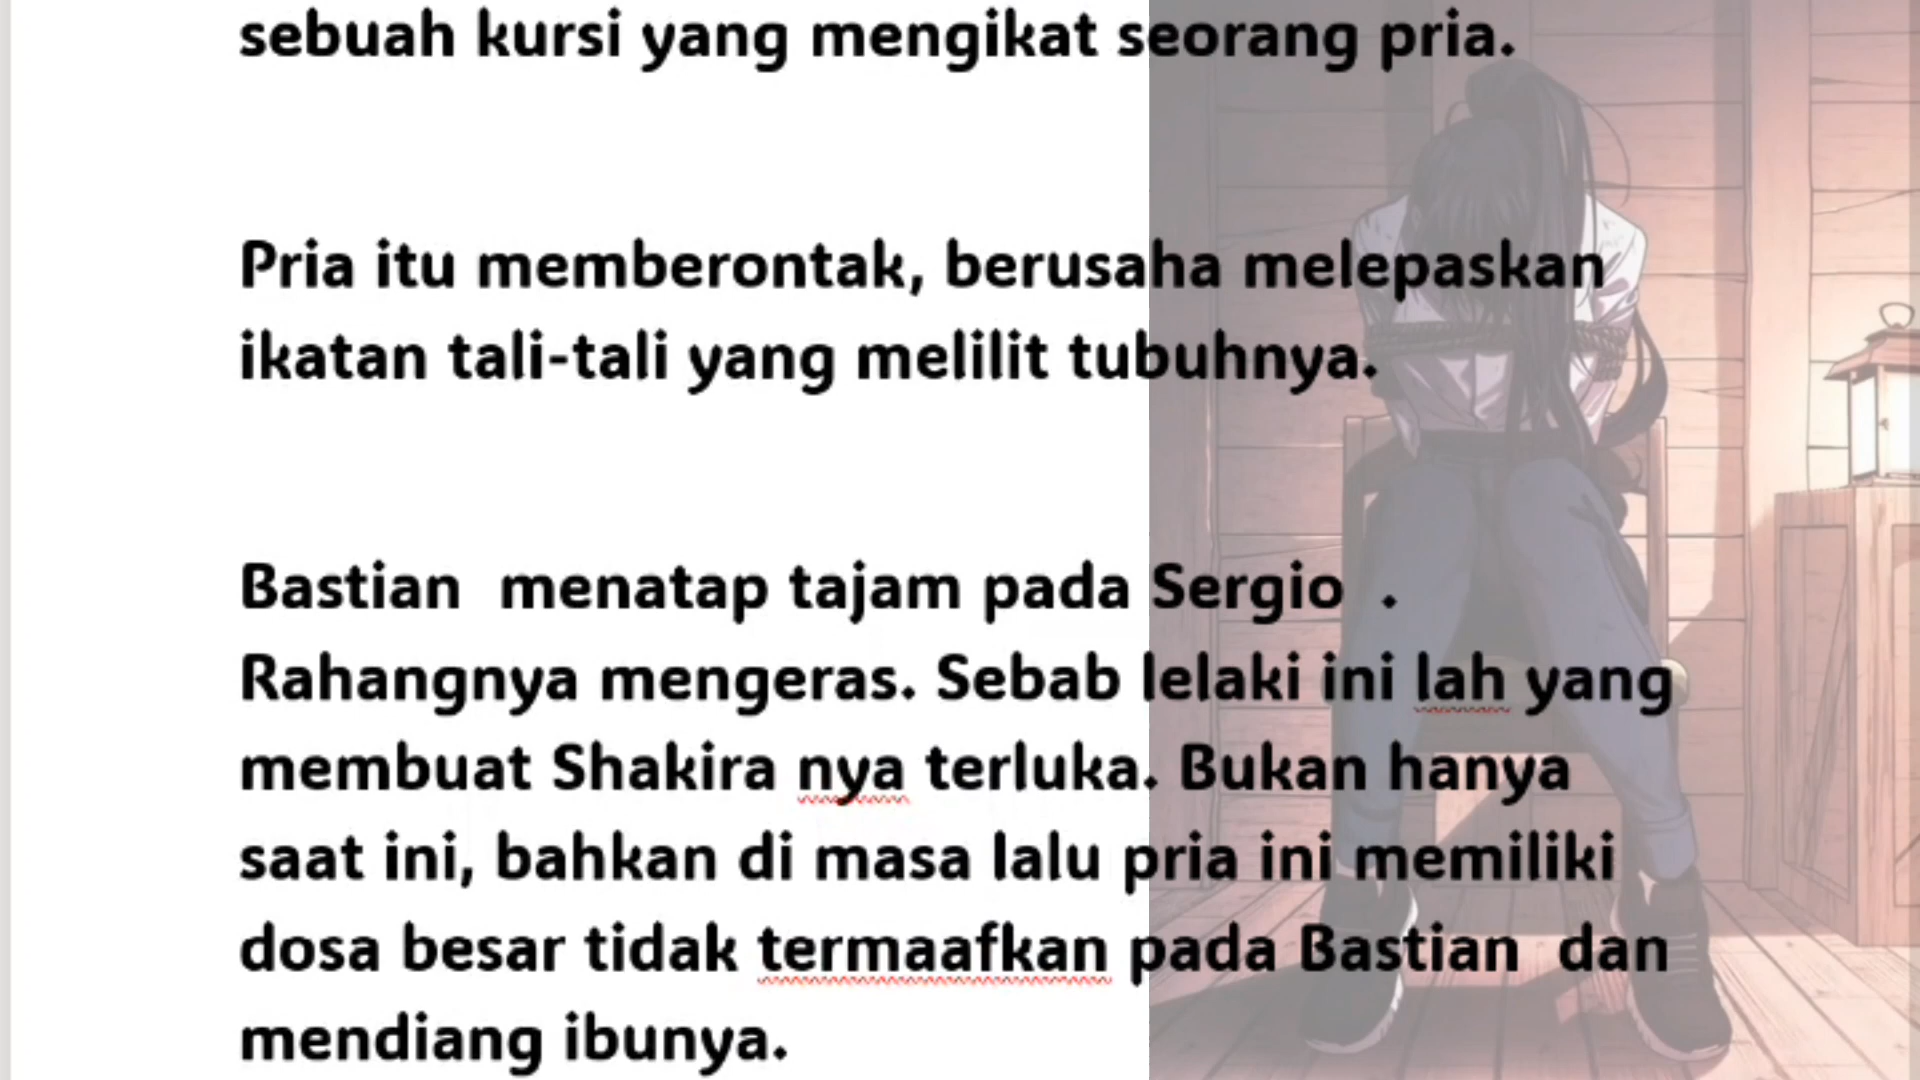 sebuah kursi yang mengikat seorang pria.
Pria itu memberontak, berusaha melepaskan
ikatan tali-tali yang melilit tubuhnya.
Bastian  menatap tajam pada Sergio  .
Rahangnya mengeras. Sebab lelaki ini lah yang
membuat Shakira nya terluka. Bukan hanya
saat ini, bahkan di masa lalu pria ini memiliki
dosa besar tidak termaafkan pada Bastian  dan
mendiang ibunya.